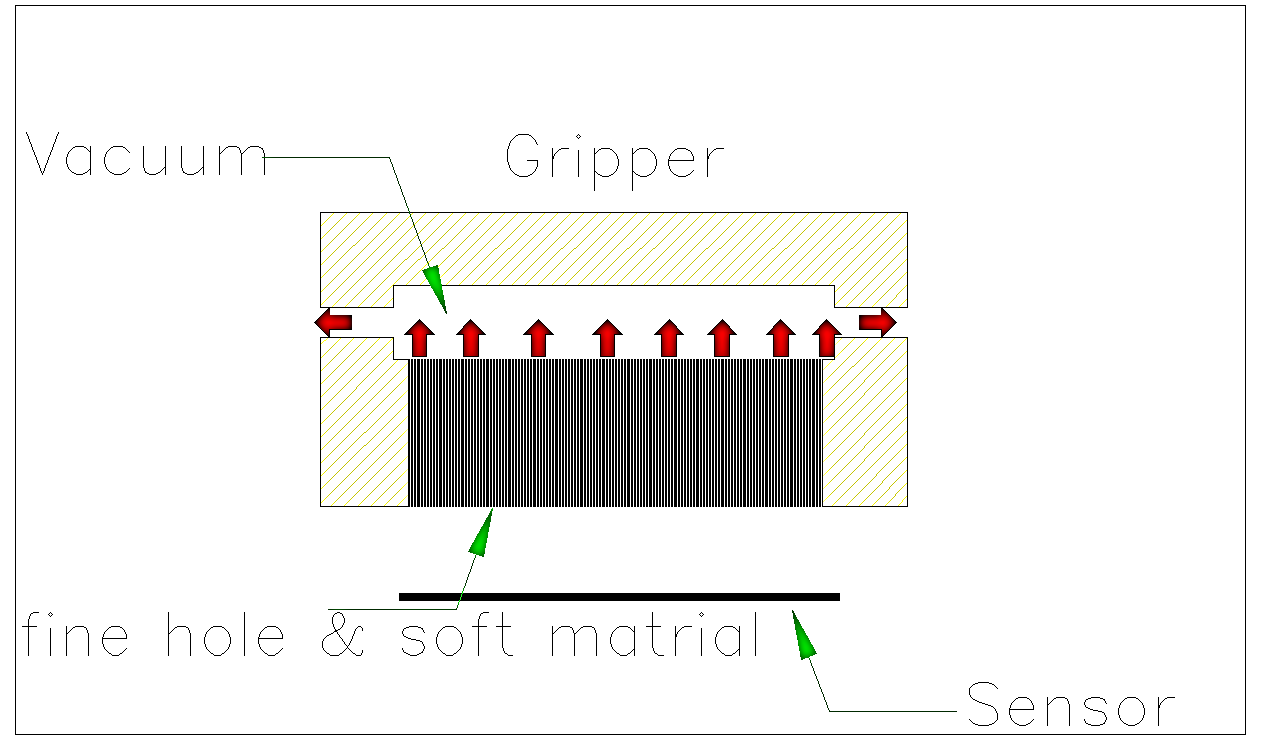 Vacuum
Gripper
fine hole & soft matrial
Sensor